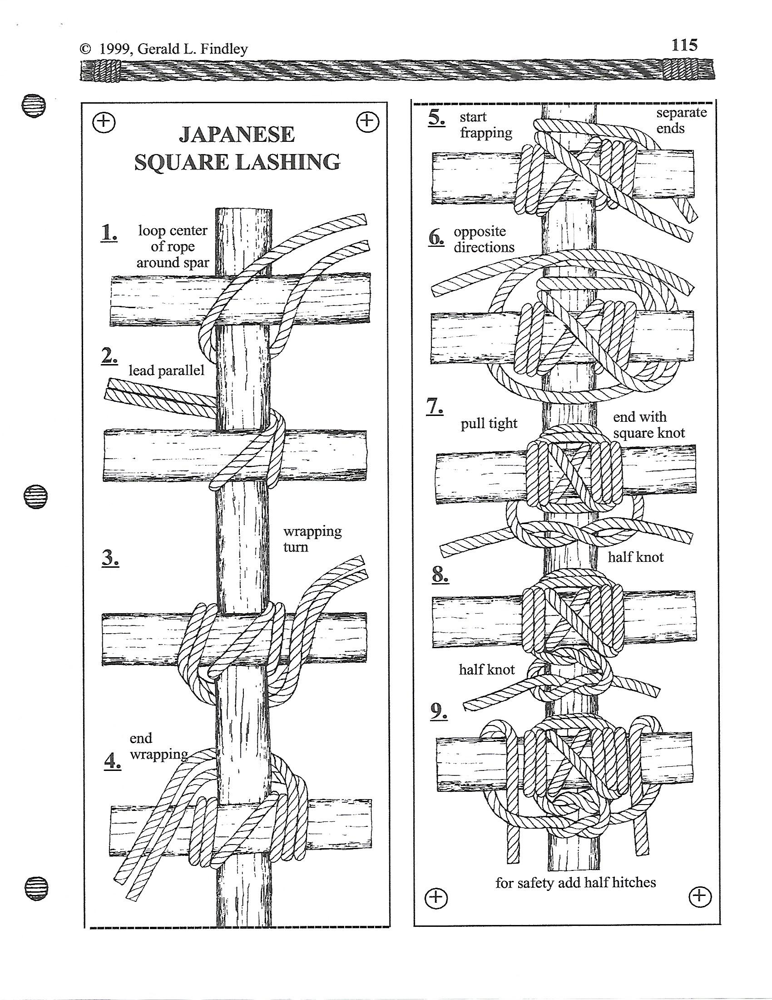 © 1999, Gerald L. Findley
115
JAPANESE
SQUARE LASHING
1.
loop center
of rope
around spar
2.
lead parallel
3.
wrapping
turn
4.
end
wrapping
5.
start
frapping
separate
ends
6.
opposite
directions
7.
pull tight
end with
square knot
half knot
8.
half knot
9.
for safety add half hitches